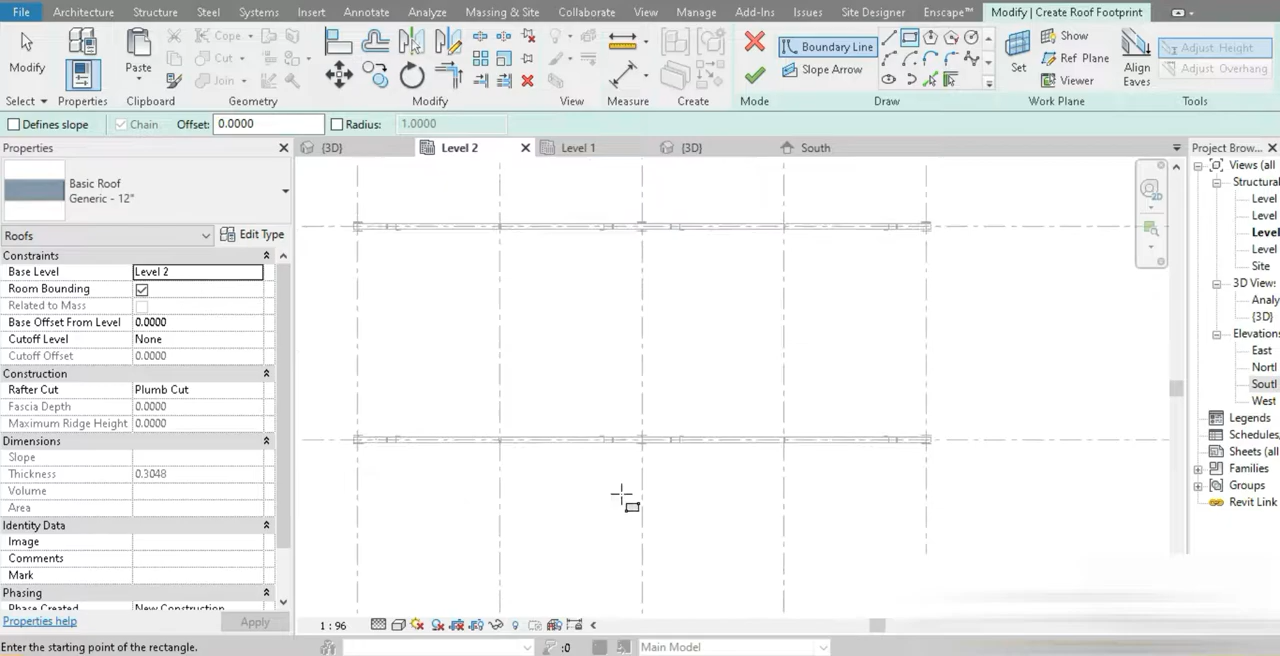 File Architecture Structure Steel Systems Insert Annotate Analyze Massing & Site Collaborate View Manage Add-Ins Issues Site Designer Enscape™ Modify | Create Roof Footprint
Cope
Show
Boundary Line
Adjust Height
Cut
Ref Plane
Modify
Paste
Slope Arrow
Set
Align
Eaves
Adjust Overhang
Join
Viewer
Select Properties Clipboard Geometry Modify View Measure Create Mode Draw Work Plane Tools
Defines slope Chain Offset: 0.0000 Radius: 1.0000
Properties
{3D} Level 2 Level 1 {3D} South
Project Brow...
Basic Roof
Generic - 12"
Roofs Edit Type
Constraints
Base Level Level 2
Room Bounding
Related to Mass
Base Offset From Level 0.0000
Cutoff Level None
Cutoff Offset 0.0000
Construction
Rafter Cut Plumb Cut
Fascia Depth 0.0000
Maximum Ridge Height 0.0000
Dimensions
Slope
Thickness 0.3048
Volume
Area
Identity Data
Image
Comments
Mark
Phasing
Phase Created New Construction
Properties help Apply
2D
Views (all
Structural
Level
Level
Level
Level
Site
3D View:
Analy
{3D}
Elevations
East
Nortl
Soutl
West
Legends
Schedules,
Sheets (all
Families
Groups
Revit Link
1 : 96
Enter the starting point of the rectangle.
:0
Main Model